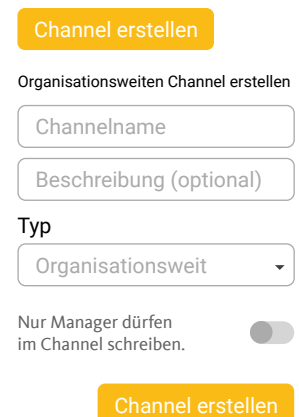 Channel erstellen
Organisationsweiten Channel erstellen
Channelname
Beschreibung (optional)
Typ
Organisationsweit
Nur Manager dürfen
im Channel schreiben.
Channel erstellen